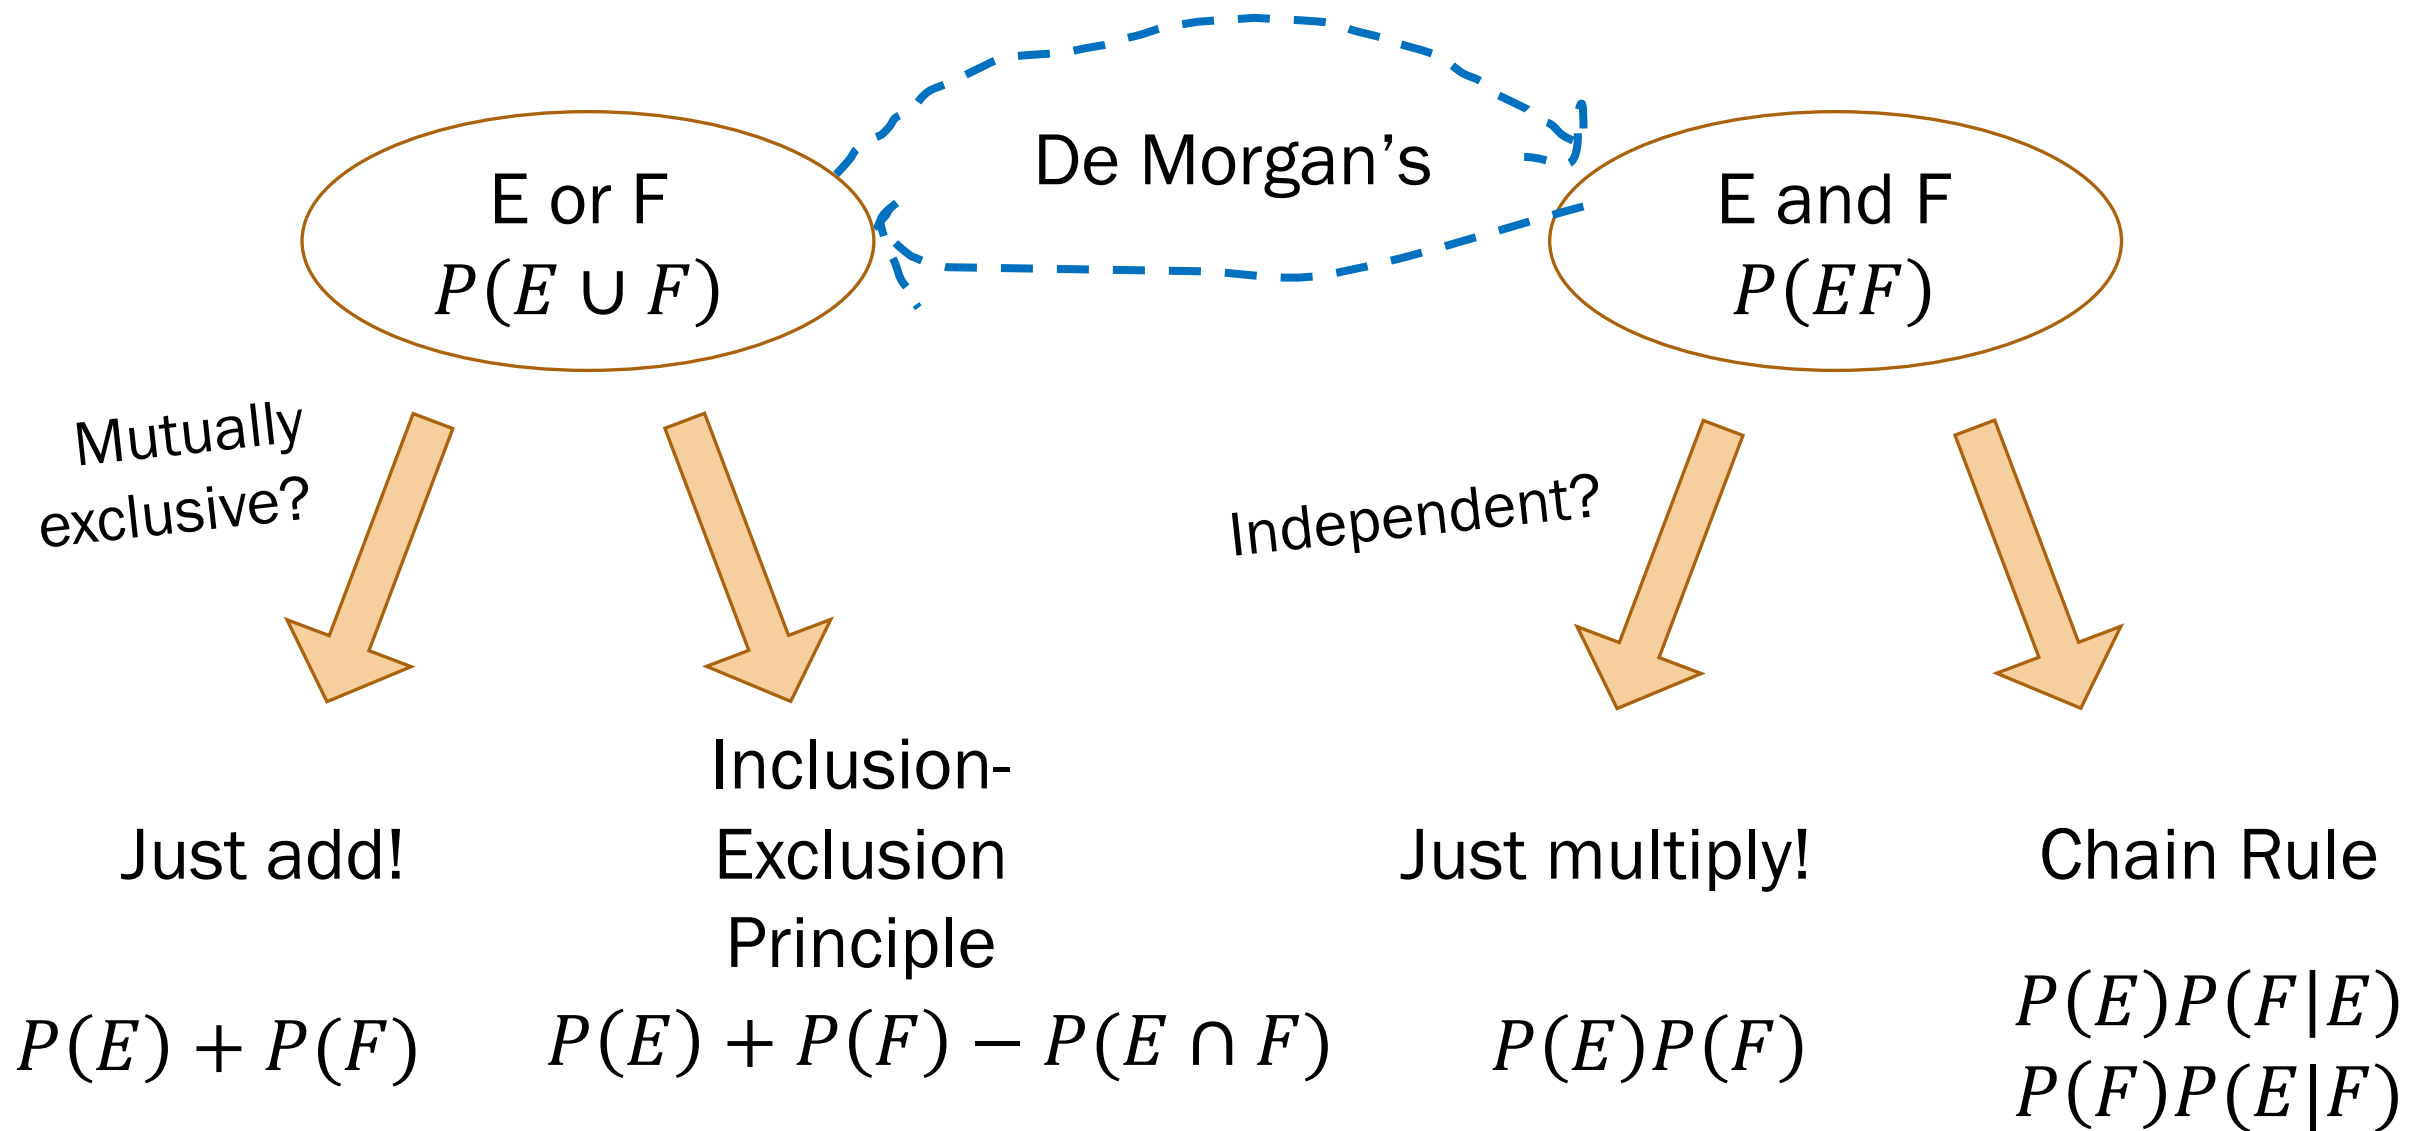 De Morgan's
E or F
P(E ∪ F)
E and F
P(EF)
Mutually
exclusive?
Independent?
Just add!
P(E) + P(F)
Inclusion-
Exclusion
Principle
P(E) + P(F) − P(E ∩ F)
Just multiply!
P(E)P(F)
Chain Rule
P(E)P(F|E)
P(F)P(E|F)